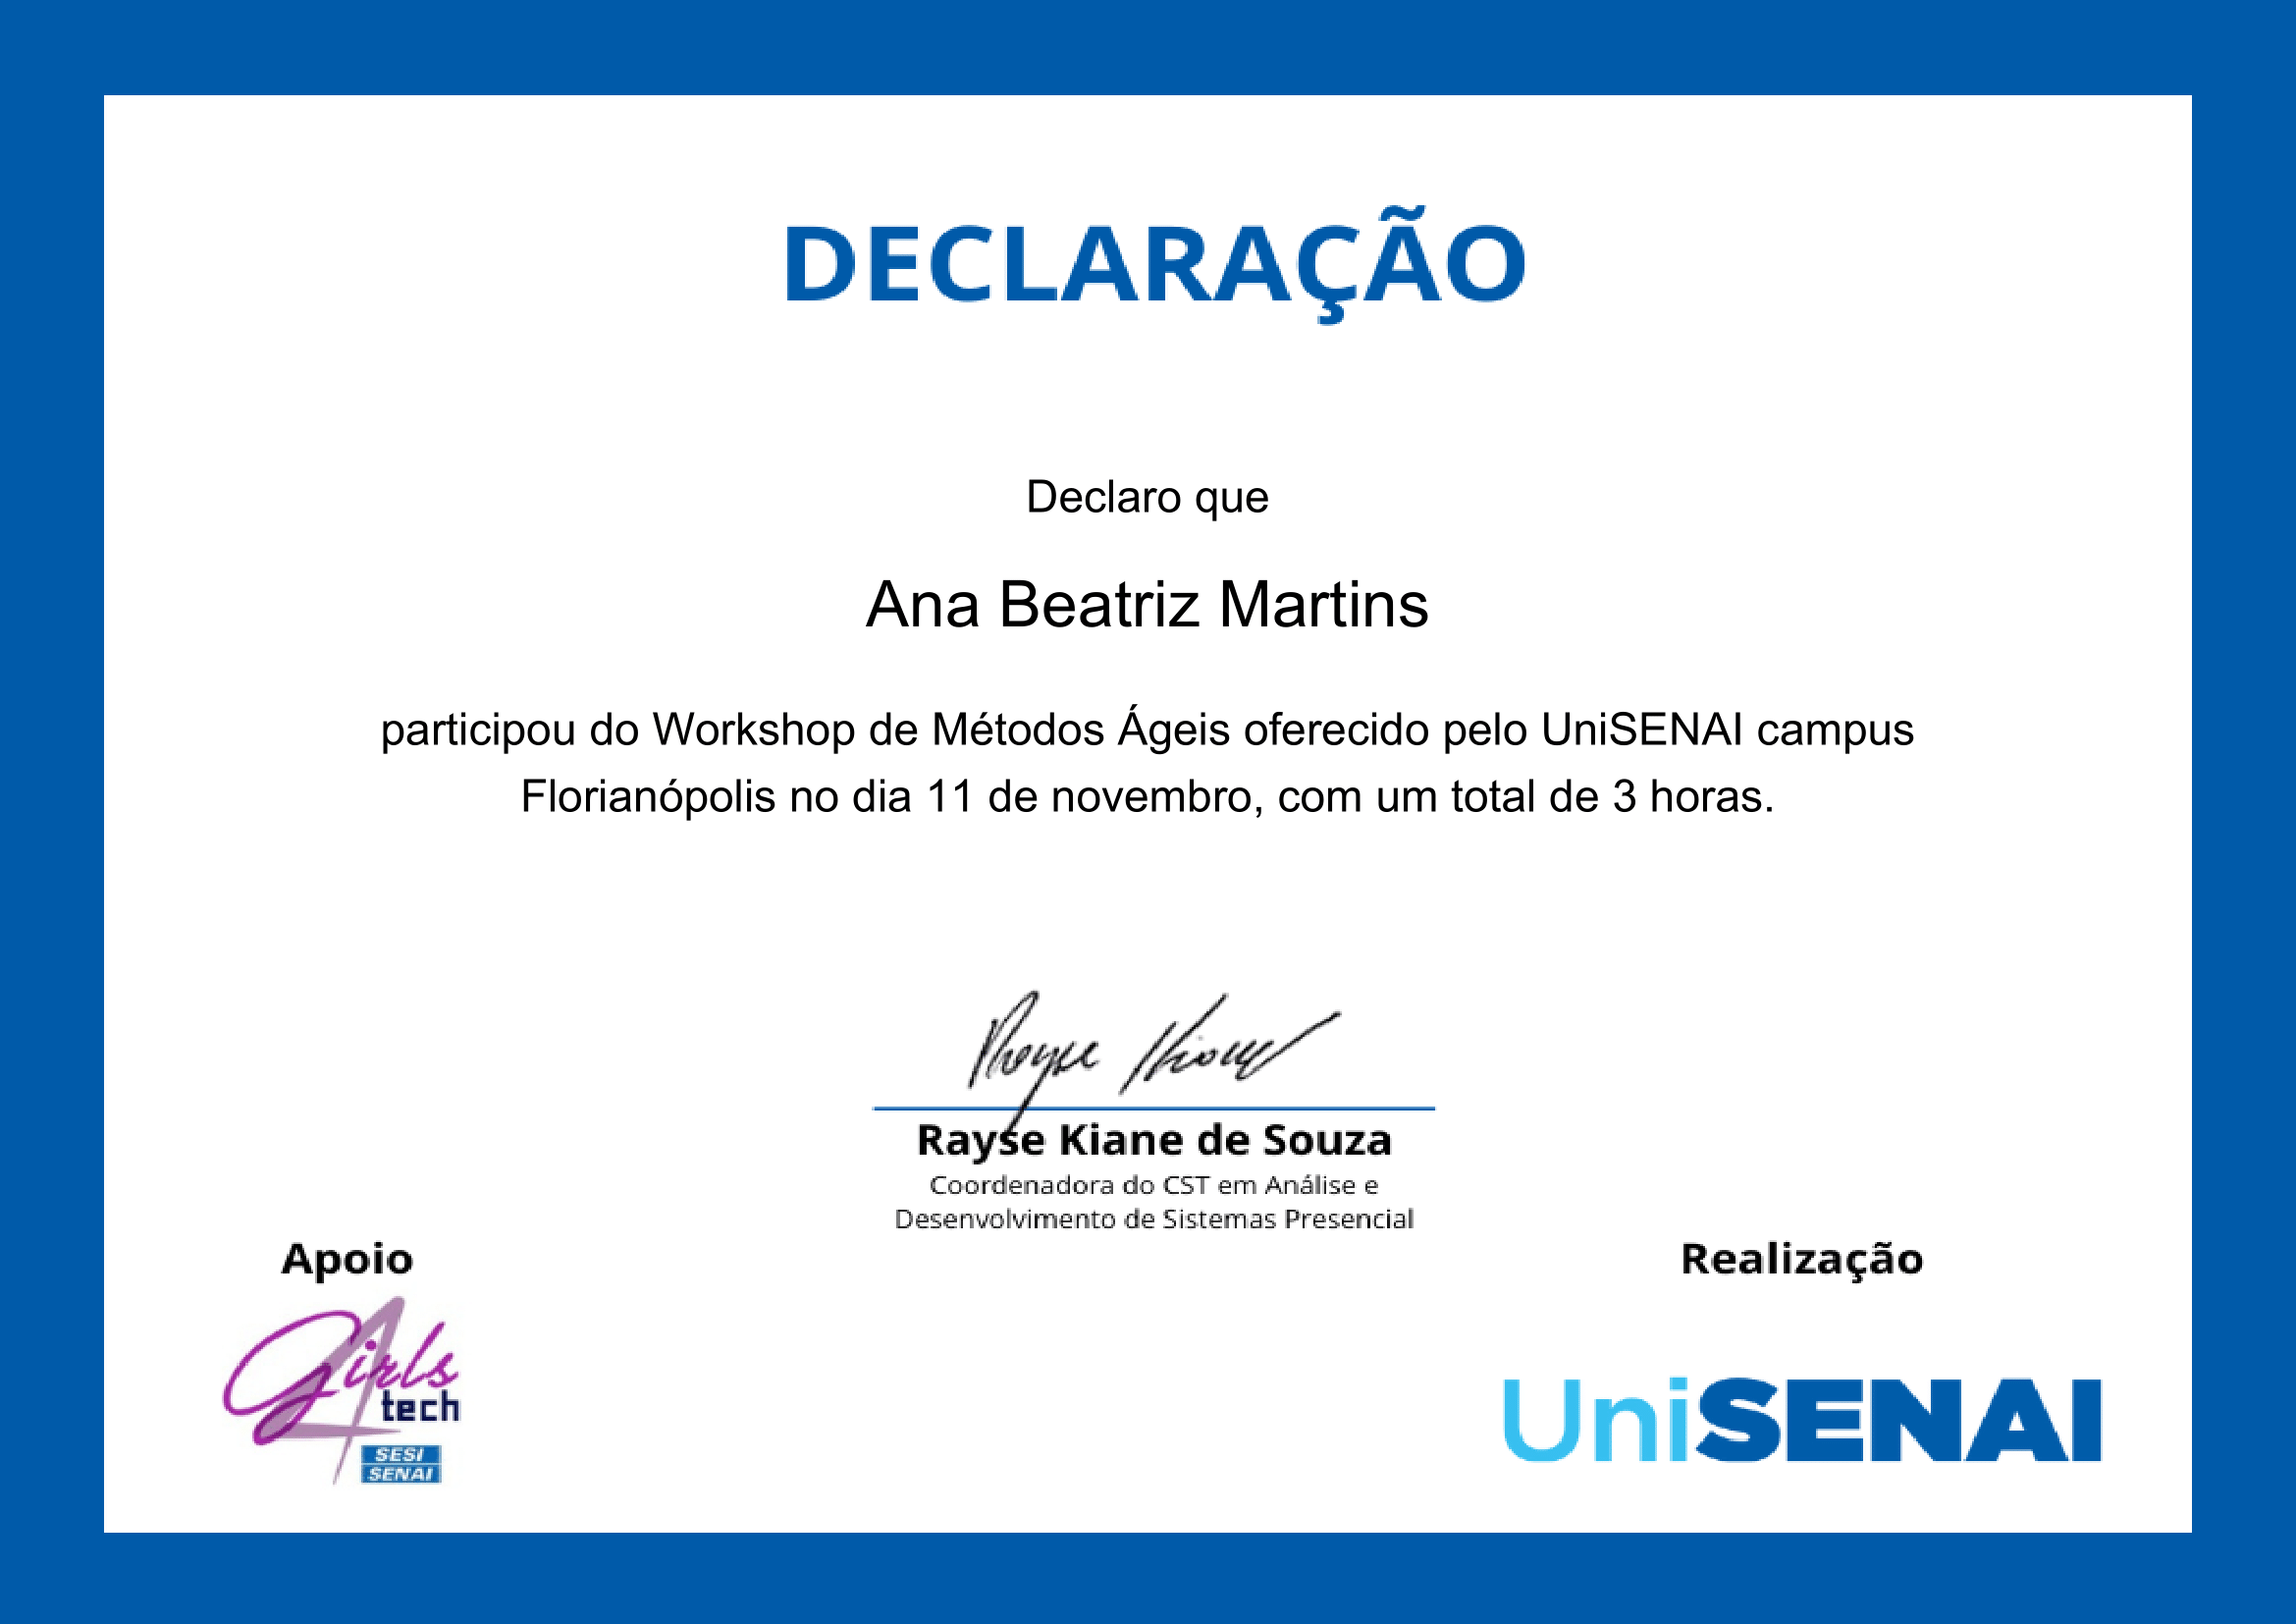 DECLARAÇÃO
Declaro que
Ana Beatriz Martins
participou do Workshop de Métodos Ágeis oferecido pelo UniSENAI campus
Florianópolis no dia 11 de novembro, com um total de 3 horas.
Rayse Kiane
Rayse Kiane de Souza
Coordenadora do CST em Análise e
Desenvolvimento de Sistemas Presencial
Apoio
Girls
4
tech
SESI
SENAI
Realização
UniSENAI